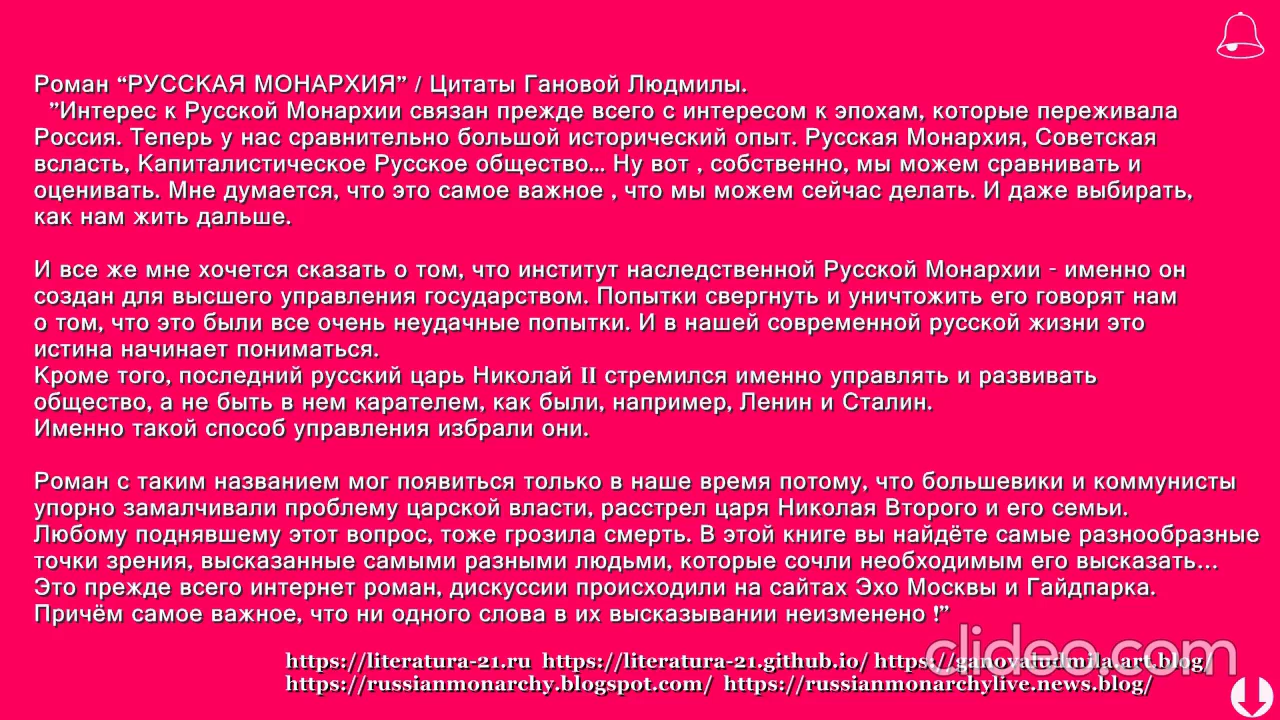 Роман “РУССКАЯ МОНАРХИЯ” / Цитаты Гановой Людмилы.
"Интерес к Русской Монархии связан прежде всего с интересом к эпохам, которые переживала
Россия. Теперь у нас сравнительно большой исторический опыт. Русская Монархия, Советская
всласть, Капиталистическое Русское общество... Ну вот , собственно, мы можем сравнивать и
оценивать. Мне думается, что это самое важное , что мы можем сейчас делать. И даже выбирать,
как нам жить дальше.
И все же мне хочется сказать о том, что институт наследственной Русской Монархии - именно он
создан для высшего управления государством. Попытки свергнуть и уничтожить его говорят нам
о том, что это были все очень неудачные попытки. И в нашей современной русской жизни это
истина начинает пониматься.
Кроме того, последний русский царь Николай II стремился именно управлять и развивать
общество, а не быть в нем карателем, как были, например, Ленин и Сталин.
Именно такой способ управления избрали они.
Роман с таким названием мог появиться только в наше время потому, что большевики и коммунисты
упорно замалчивали проблему царской власти, расстрел царя Николая Второго и его семьи.
Любому поднявшему этот вопрос, тоже грозила смерть. В этой книге вы найдёте самые разнообразные
точки зрения, высказанные самыми разными людьми, которые сочли необходимым его высказать...
Это прежде всего интернет роман, дискуссии происходили на сайтах Эхо Москвы и Гайдпарка.
Причём самое важное, что ни одного слова в их высказывании неизменено !”
https://literatura-21.ru https://literatura-21.github.io/ https://ganovaludmila.art.blog/
https://russianmonarchy.blogspot.com/ https://russianmonarchylive.news.blog/
clideo.com